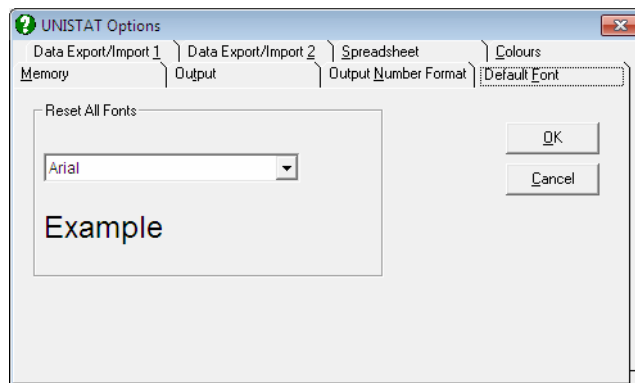 UNISTAT Options
Data Export/Import 1 Data Export/Import 2 Spreadsheet Colours
Memory Output Output Number Format Default Font
Reset All Fonts
OK
Arial
Cancel
Example